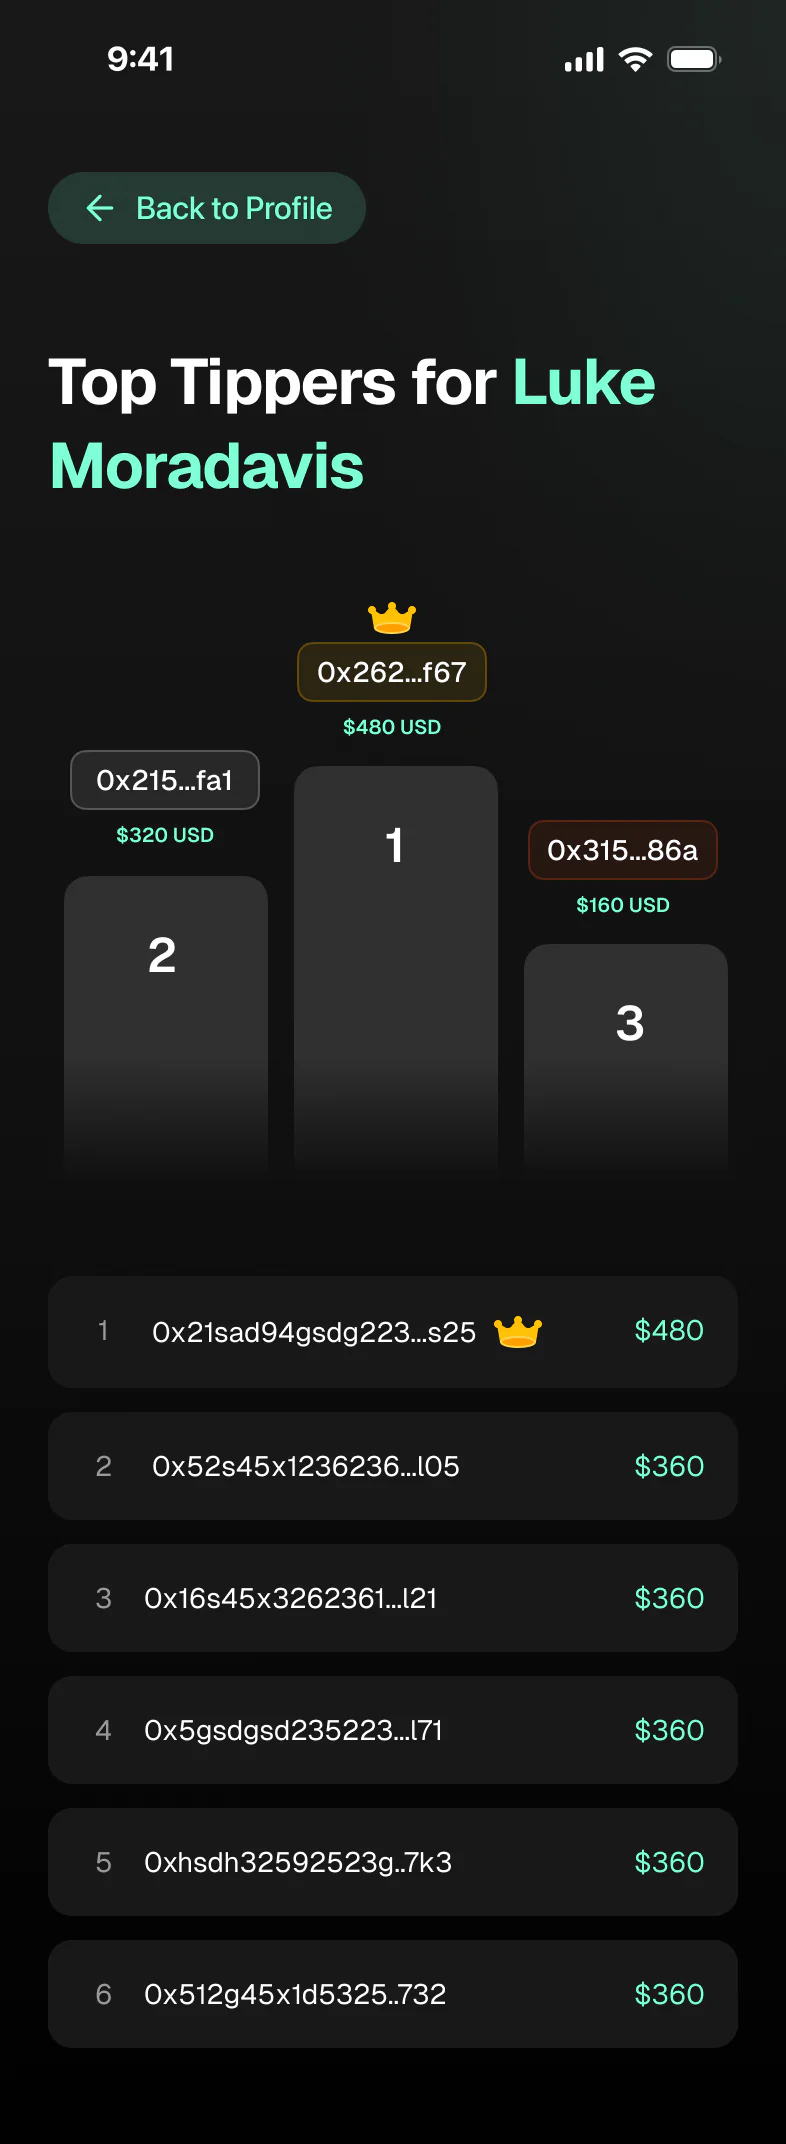 9:41
Back to Profile
Top Tippers for Luke
Moradavis
0x262...f67
$480 USD
0x215...fa1
$320 USD
1
0x315...86a
$160 USD
2
3
1 0x21sad94gsdg223...s25 $480
2 0x52s45x1236236...l05 $360
3 0x16s45x3262361...l21 $360
4 0x5gsdgsd235223...l71 $360
5 0xhsdh32592523g..7k3 $360
6 0x512g45x1d5325..732 $360